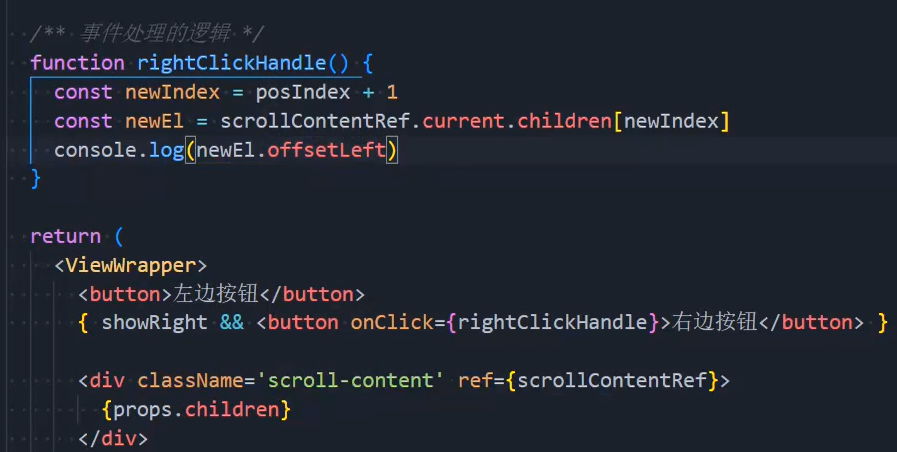 /** 事件处理的逻辑 */
function rightClickHandle() {
const newIndex = posIndex + 1
const newEl = scrollContentRef.current.children[newIndex]
console.log(newEl.offsetLeft)
}
return (
<ViewWrapper>
<button>左边按钮</button>
{ showRight && <button onClick={rightClickHandle}>右边按钮</button> }
<div className='scroll-content' ref={scrollContentRef}>
{props.children}
</div>